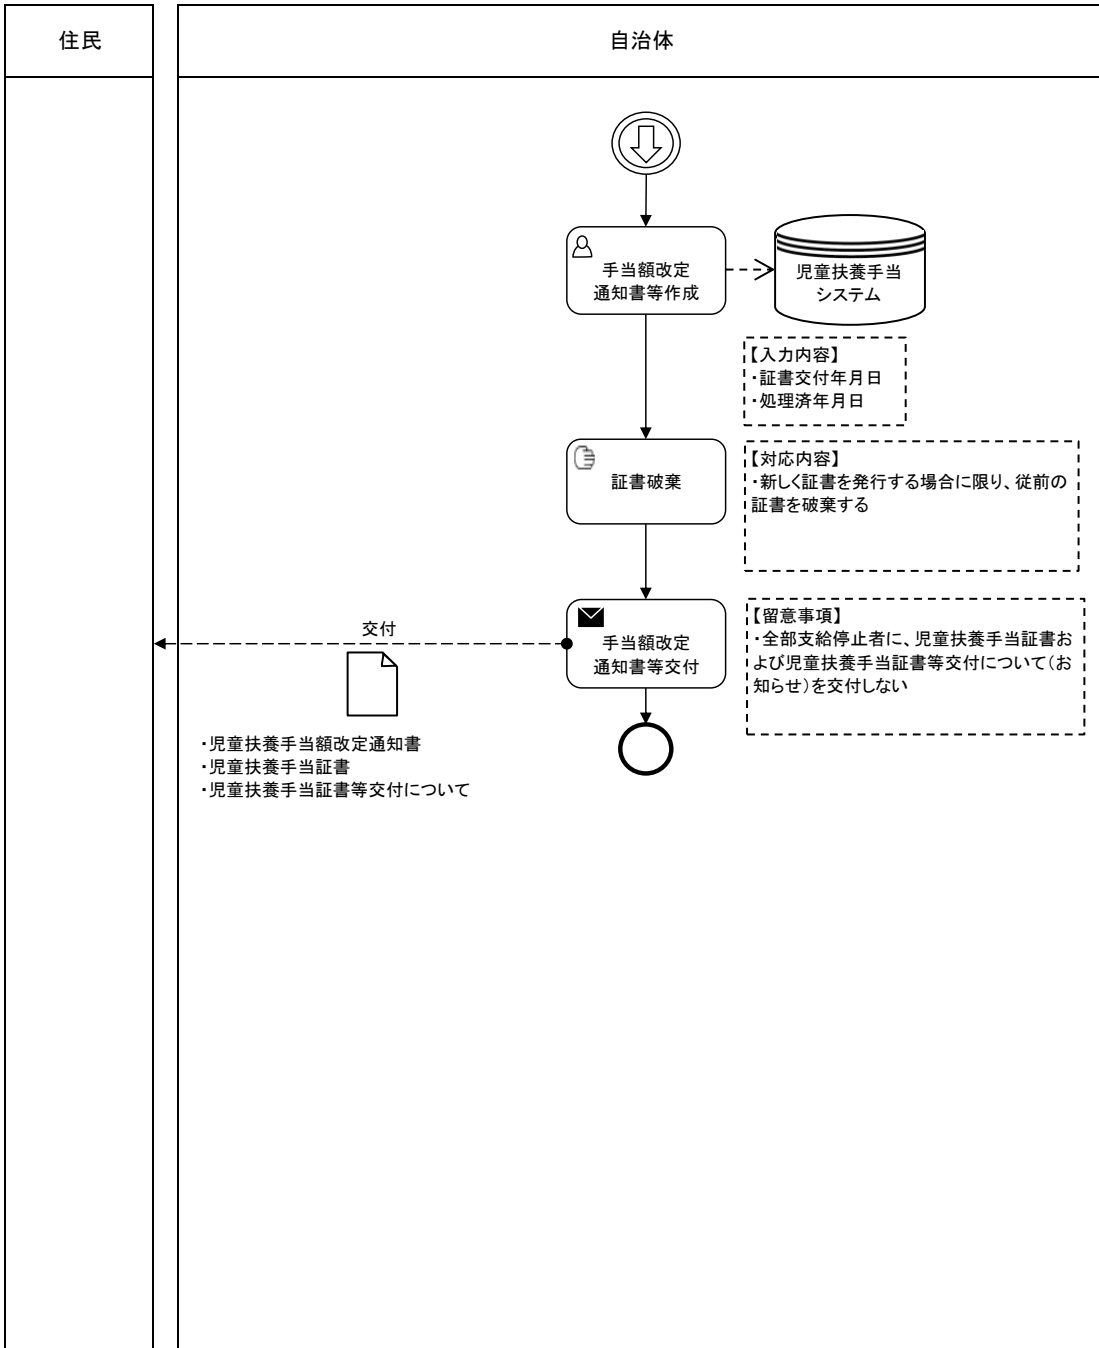 住民
自治体
手当額改定
通知書等作成
児童扶養手当
システム
【入力内容】
・証書交付年月日
・処理済年月日
証書破棄
【対応内容】
・新しく証書を発行する場合に限り、従前の
証書を破棄する
交付
手当額改定
通知書等交付
【留意事項】
・全部支給停止者に、児童扶養手当証書お
よび児童扶養手当証書等交付について(お
知らせ)を交付しない
・児童扶養手当額改定通知書
・児童扶養手当証書
・児童扶養手当証書等交付について